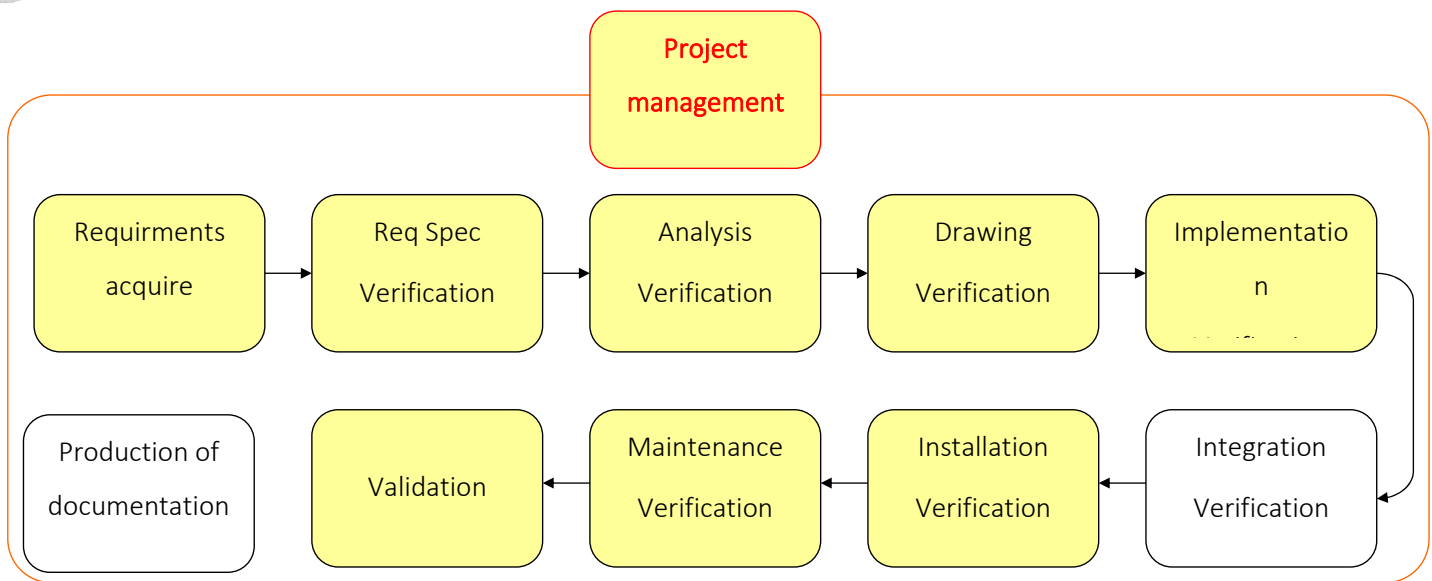 Project
management
Requirments
acquire
Req Spec
Verification
Analysis
Verification
Drawing
Verification
Implementatio
n
Production of
documentation
Validation
Maintenance
Verification
Installation
Verification
Integration
Verification